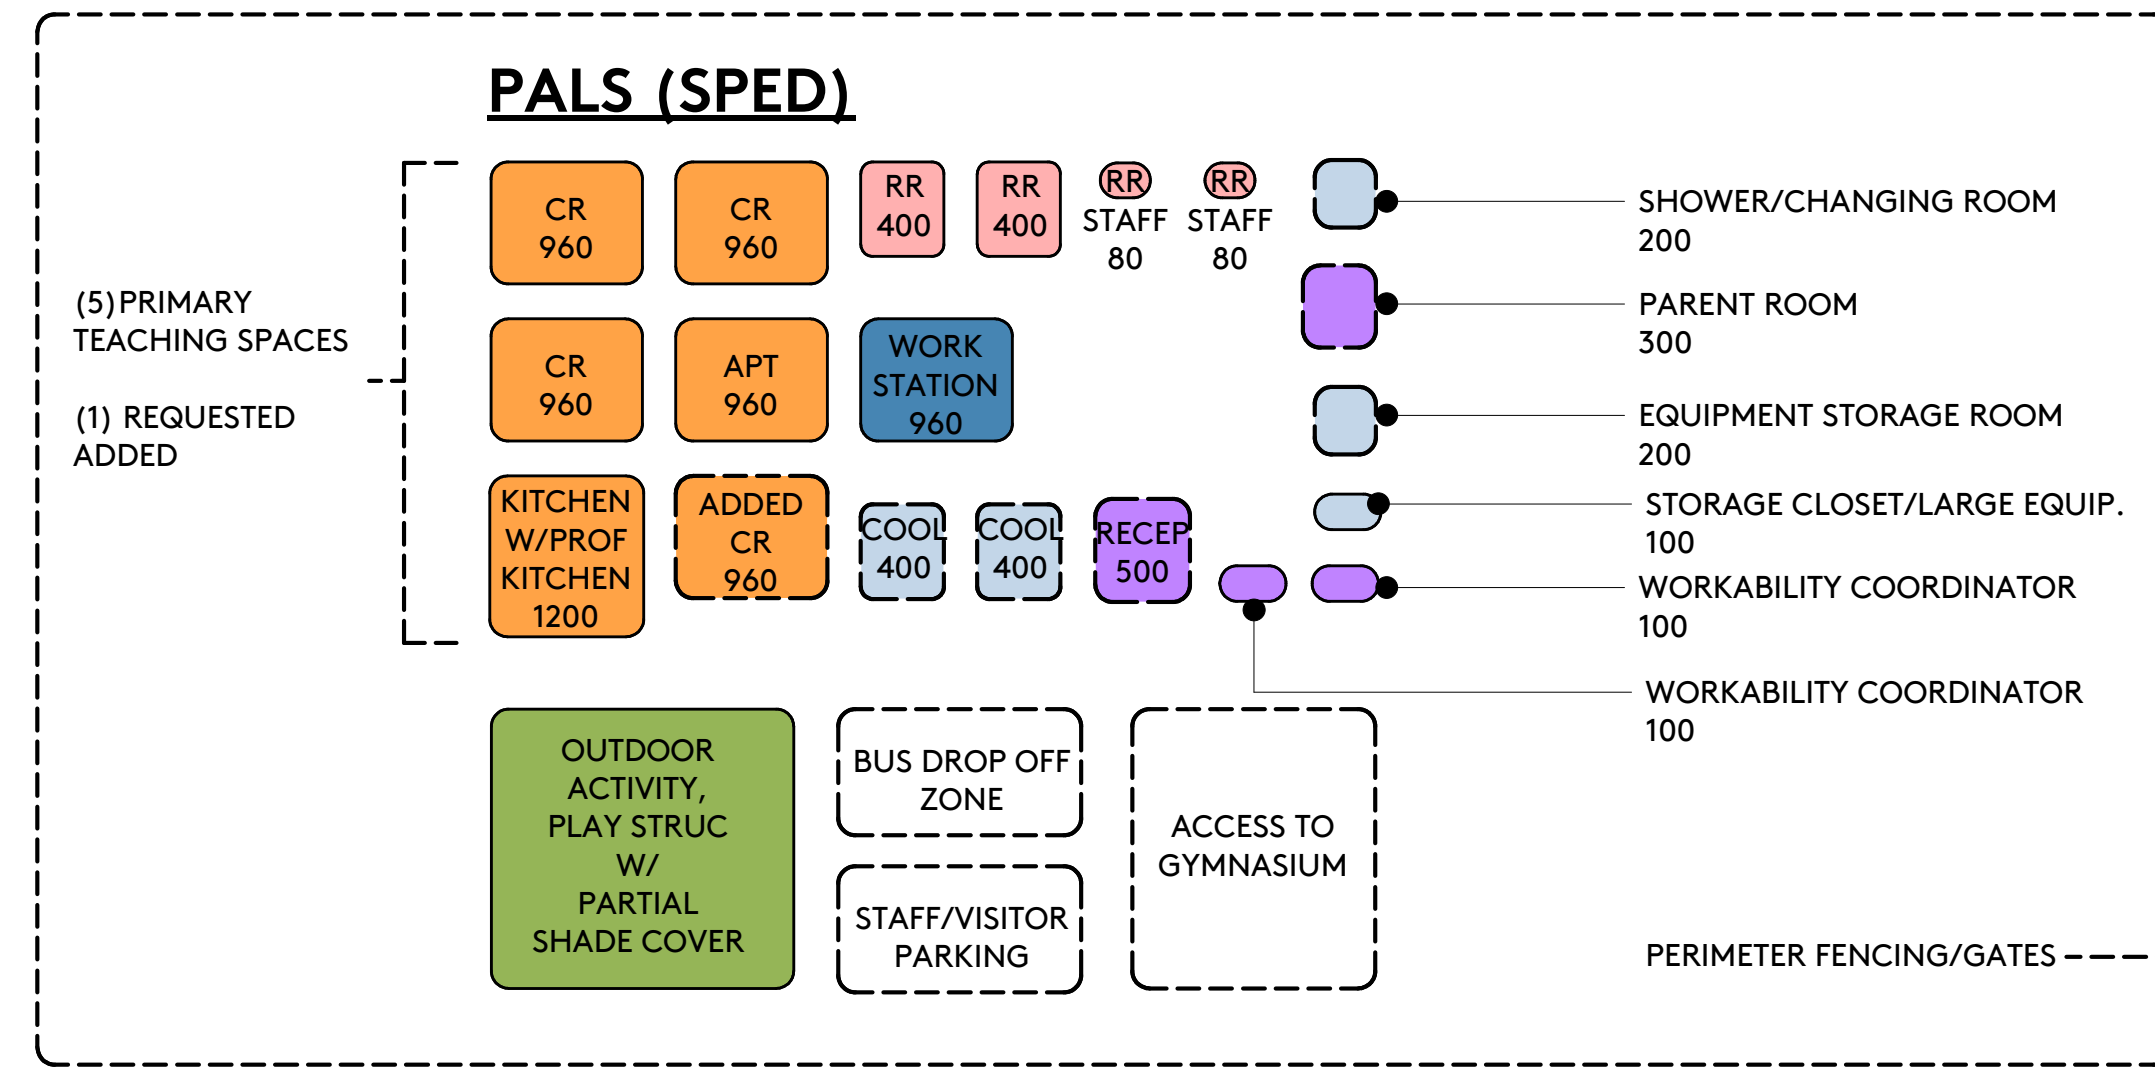 PALS (SPED)
(5) PRIMARY
TEACHING SPACES
(1) REQUESTED
ADDED
CR
960
CR
960
RR
400
RR
400
RR
STAFF
80
RR
STAFF
80
CR
960
APT
960
WORK
STATION
960
KITCHEN
W/PROF
KITCHEN
1200
ADDED
CR
960
COOL
400
COOL
400
RECEP
500
SHOWER/CHANGING ROOM
200
PARENT ROOM
300
EQUIPMENT STORAGE ROOM
200
STORAGE CLOSET/LARGE EQUIP.
100
WORKABILITY COORDINATOR
100
WORKABILITY COORDINATOR
100
OUTDOOR
ACTIVITY,
PLAY STRUC
W/
PARTIAL
SHADE COVER
BUS DROP OFF
ZONE
STAFF/VISITOR
PARKING
ACCESS TO
GYMNASIUM
PERIMETER FENCING/GATES